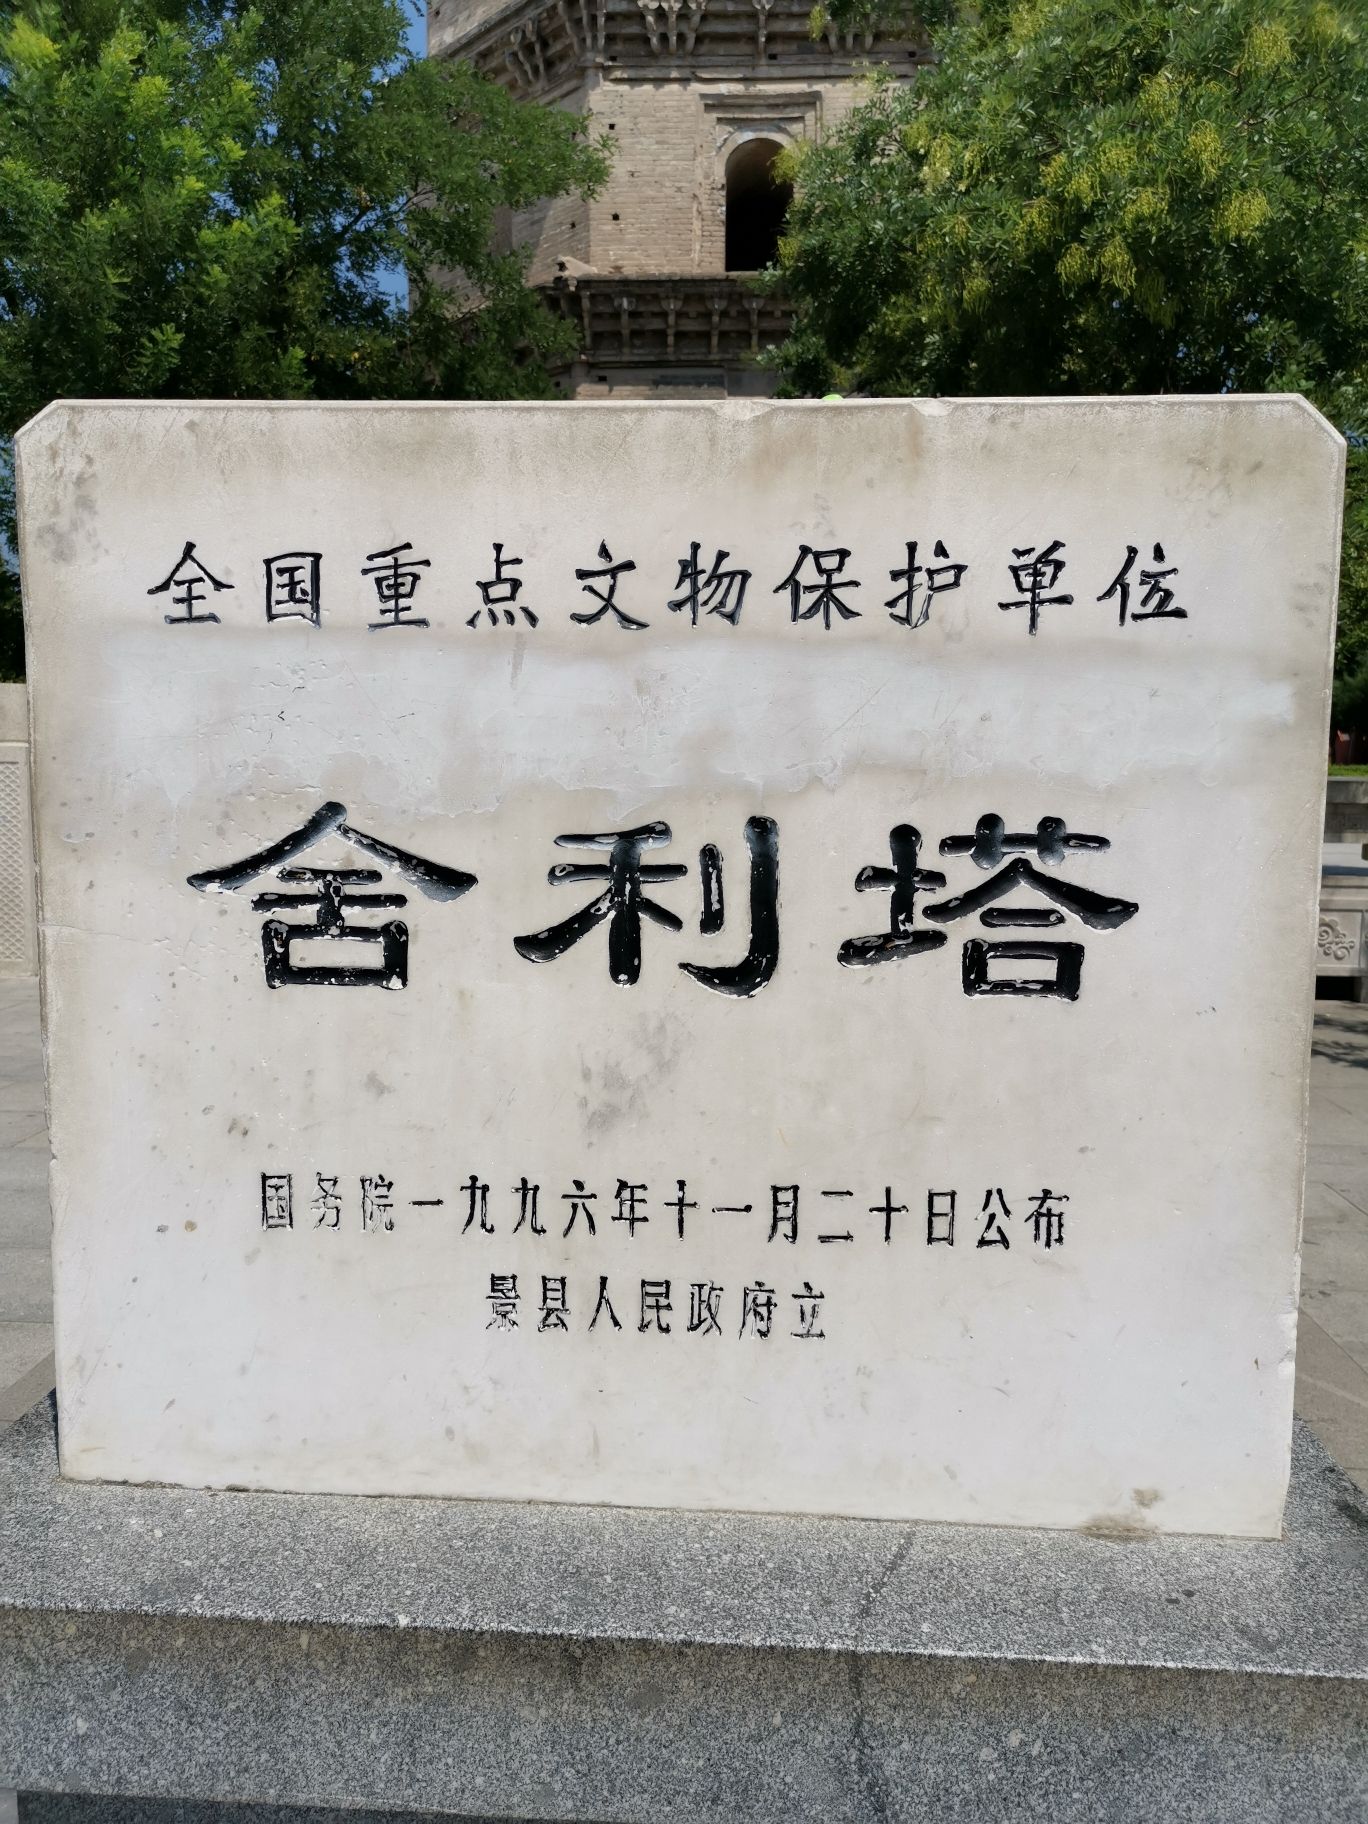 全国重点文物保护单位
舍利塔
国务院一九九六年十一月二十日公布
景县人民政府立